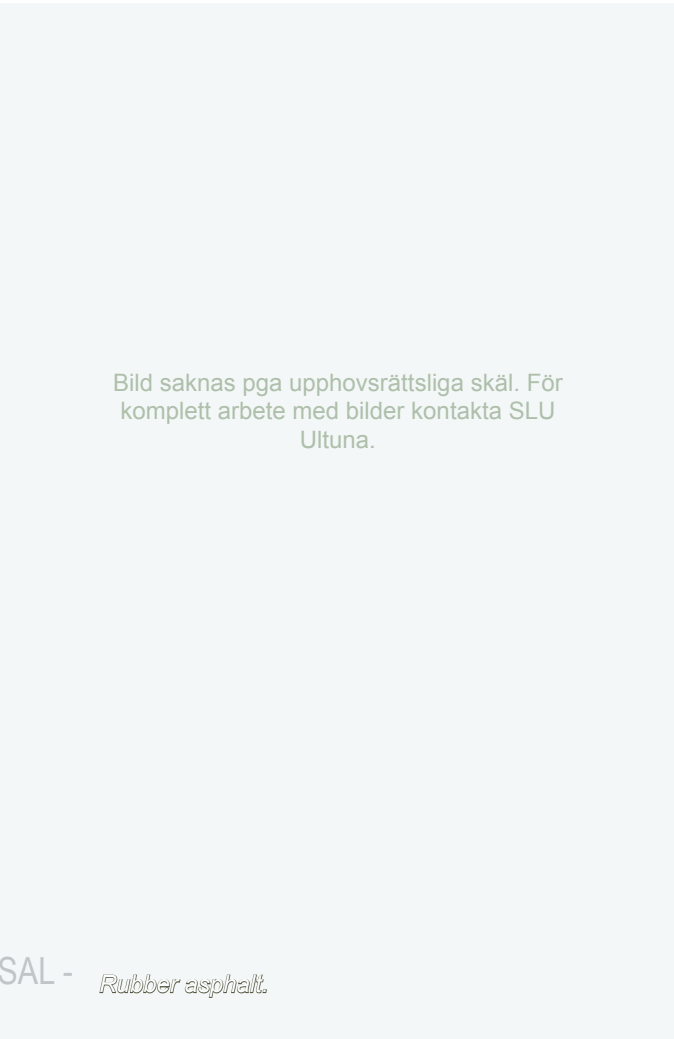 Bild saknas pga upphovsrättsliga skäl. För
komplett arbete med bilder kontakta SLU
Ultuna.
SAL -
Rubber asphalt.